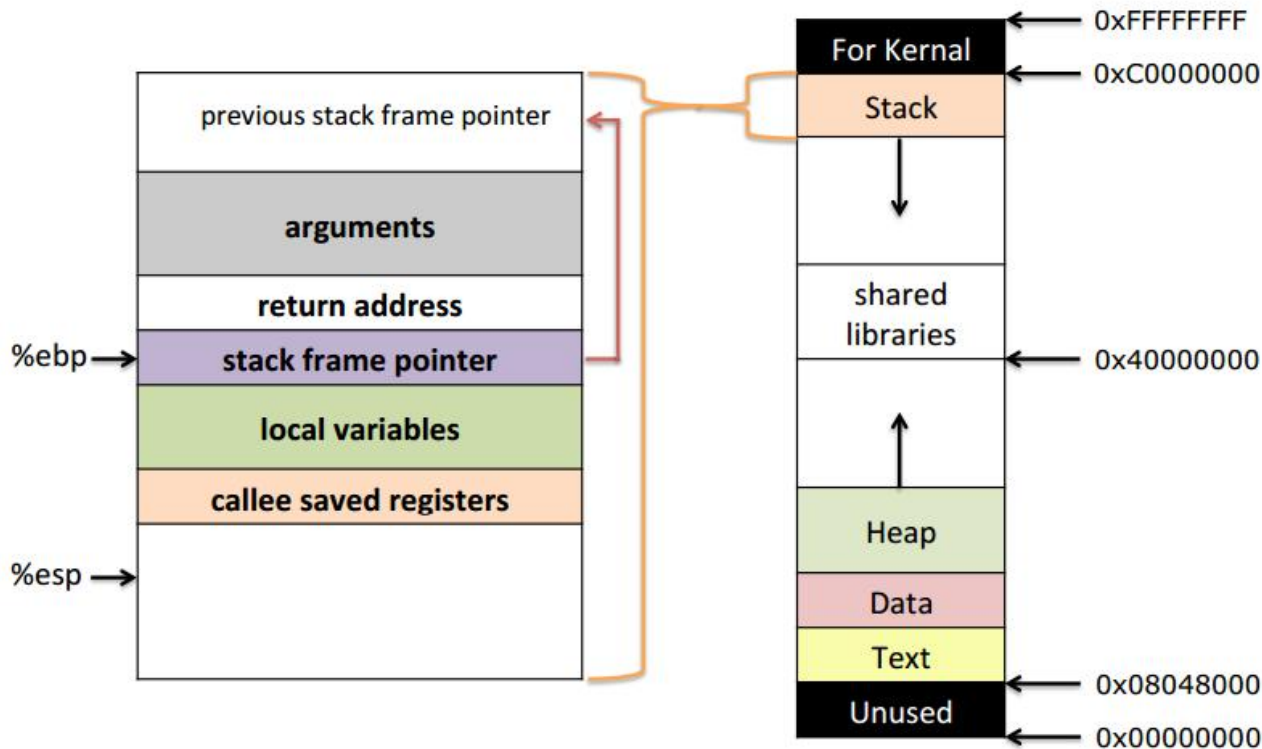 previous stack frame pointer
arguments
return address
%ebp
stack frame pointer
local variables
callee saved registers
%esp
0xFFFFFFFF
For Kernal
0xC0000000
Stack
shared
libraries
0x40000000
Heap
Data
Text
0x08048000
Unused
0x00000000